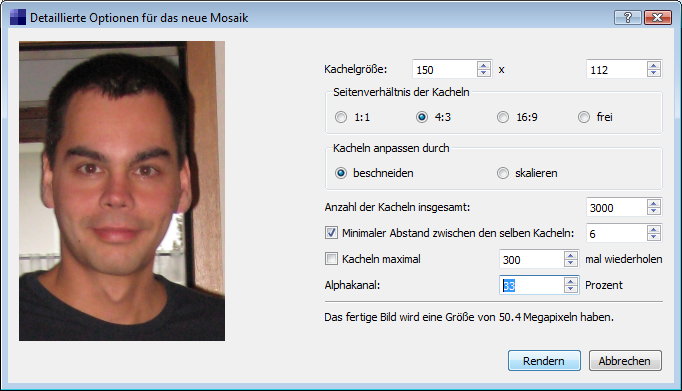 Detaillierte Optionen für das neue Mosaik
Kachelgröße: 150 x 112
Seitenverhältnis der Kacheln
1:1 4:3 16:9 frei
Kacheln anpassen durch
beschneiden skalieren
Anzahl der Kacheln insgesamt: 3000
Minimaler Abstand zwischen den selben Kacheln: 6
Kacheln maximal 300 mal wiederholen
Alphakanal: 33 Prozent
Das fertige Bild wird eine Größe von 50.4 Megapixeln haben.
Rendern Abbrechen